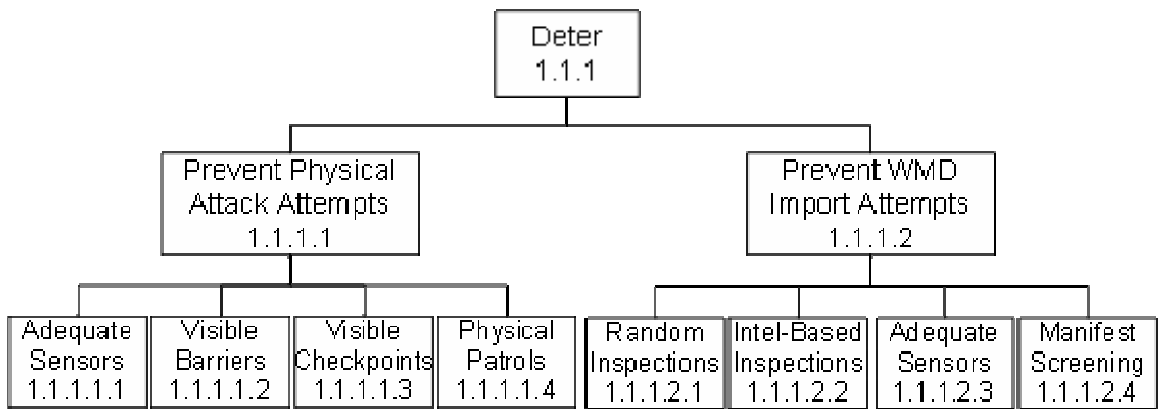 Deter
1.1.1
Prevent Physical
Attack Attempts
1.1.1.1
Prevent WMD
Import Attempts
1.1.1.2
Adequate
Sensors
1.1.1.1.1
Visible
Barriers
1.1.1.1.2
Visible
Checkpoints
1.1.1.1.3
Physical
Patrols
1.1.1.1.4
Random
Inspections
1.1.1.2.1
Intel-Based
Inspections
1.1.1.2.2
Adequate
Sensors
1.1.1.2.3
Manifest
Screening
1.1.1.2.4